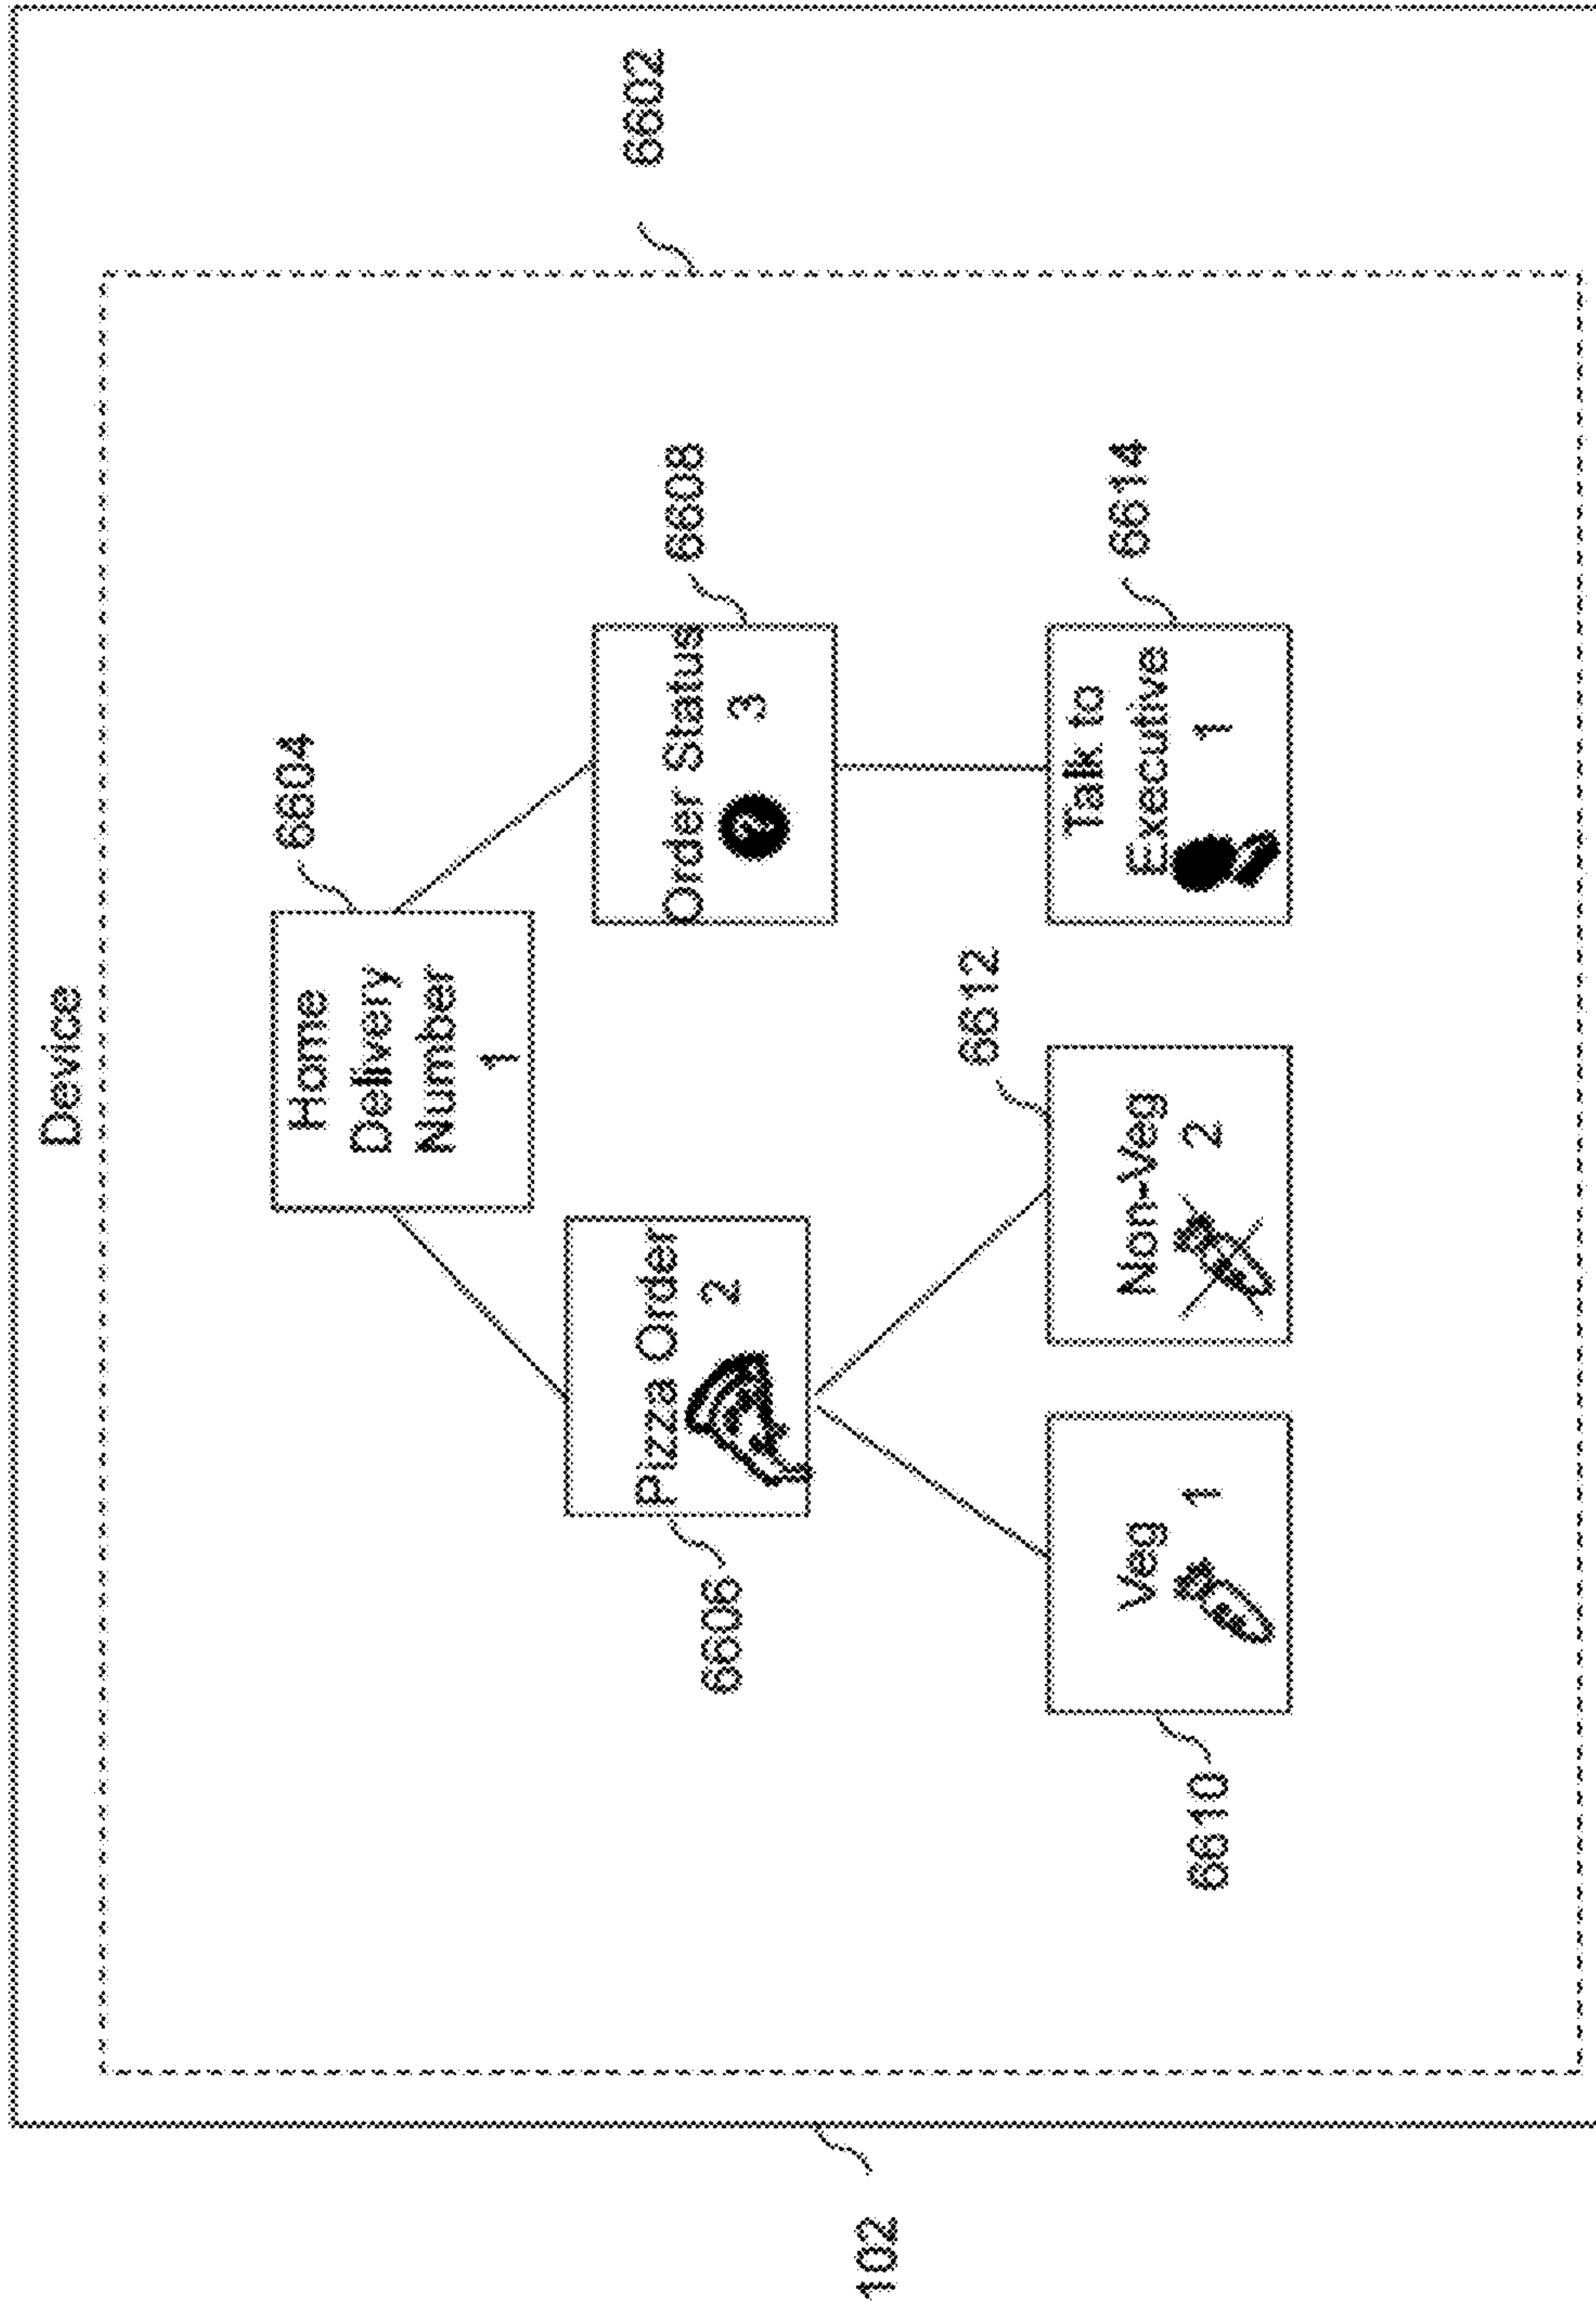 Device
6602
6604
Home
Delivery
Number
1
6606
Pizza Order
2
6608
Order Status
?
3
6610
Veg
1
6612
Non-Veg
2
6614
Talk to
Executive
1
102